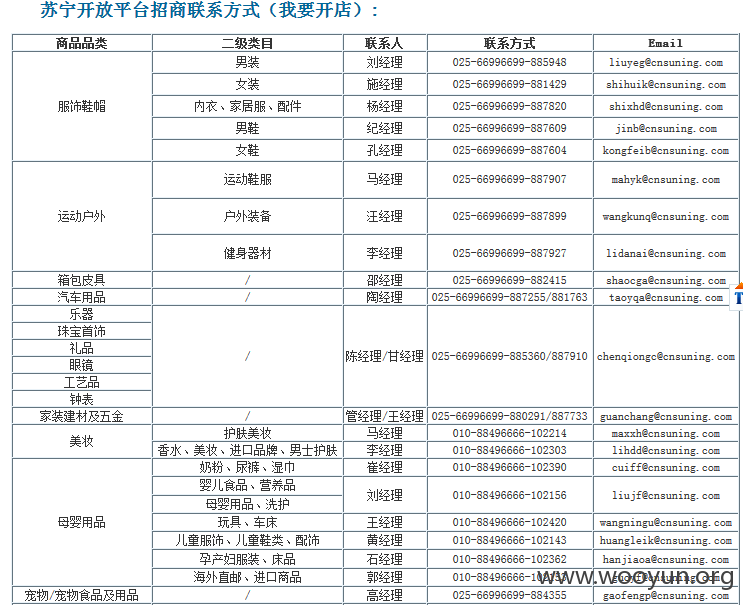 苏宁开放平台招商联系方式（我要开店）:
商品品类 二级类目 联系人 联系方式 Email
服饰鞋帽 男装 刘经理 025-66996699-885948 liuyeg@cnsuning.com
女装 施经理 025-66996699-881429 shihuik@cnsuning.com
内衣、家居服、配件 杨经理 025-66996699-887820 shixhd@cnsuning.com
男鞋 纪经理 025-66996699-887609 jinb@cnsuning.com
女鞋 孔经理 025-66996699-887604 kongfeib@cnsuning.com
运动户外 运动鞋服 马经理 025-66996699-887907 mahyk@cnsuning.com
户外装备 汪经理 025-66996699-887899 wangkunq@cnsuning.com
健身器材 李经理 025-66996699-887927 lidanai@cnsuning.com
箱包皮具 / 邵经理 025-66996699-882415 shaocga@cnsuning.com
汽车用品 / 陶经理 025-66996699-887255/881763 taoyqa@cnsuning.com
乐器
珠宝首饰
礼品
眼镜
工艺品
钟表
/ 陈经理/甘经理 025-66996699-885360/887910 chenqiongc@cnsuning.com
家装建材及五金 / 管经理/王经理 025-66996699-880291/887733 guanchang@cnsuning.com
美妆 护肤美妆 马经理 010-88496666-102214 maxxh@cnsuning.com
香水、美妆、进口品牌、男士护肤 李经理 010-88496666-102303 lihdd@cnsuning.com
母婴用品 奶粉、尿裤、湿巾 崔经理 010-88496666-102390 cuiff@cnsuning.com
婴儿食品、营养品 刘经理 010-88496666-102156 liujf@cnsuning.com
母婴用品、洗护
玩具、车床 王经理 010-88496666-102420 wangningu@cnsuning.com
儿童服饰、儿童鞋类、配饰 黄经理 010-88496666-102143 huangleik@cnsuning.com
孕产妇服装、床品 石经理 010-88496666-102362 hanjiaoa@cnsuning.com
海外直邮、进口商品 郭经理
www.wooyun.org
宠物/宠物食品及用品 / 高经理 025-66996699-884355 gaofengp@cnsuning.com